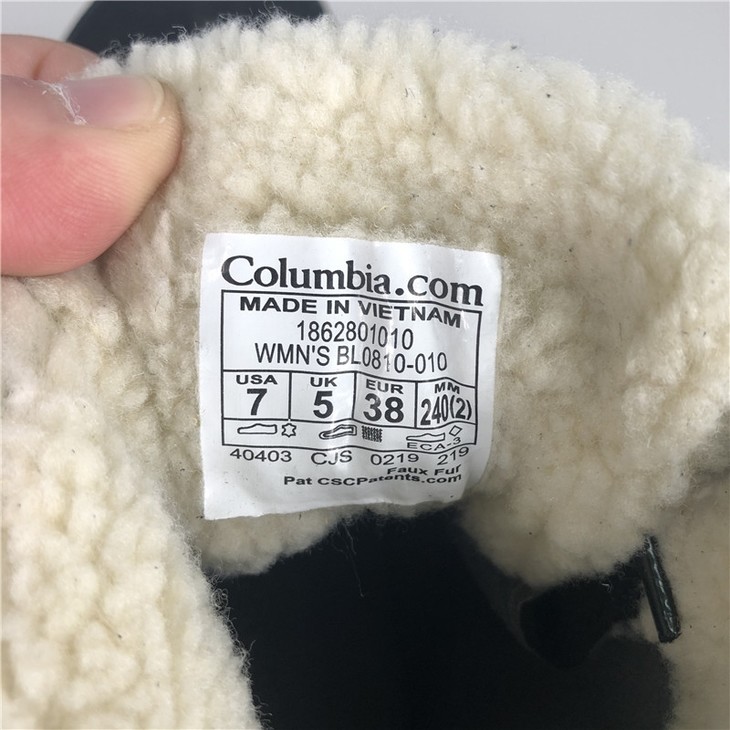 Columbia.com
MADE IN VIETNAM
1862801010
WMN'S BL0810-010
USA UK EUR MM
7 5 38 240(2)
ECA-3
40403 CJS 0219 219
Faux Fur
Pat CSCPatents.com